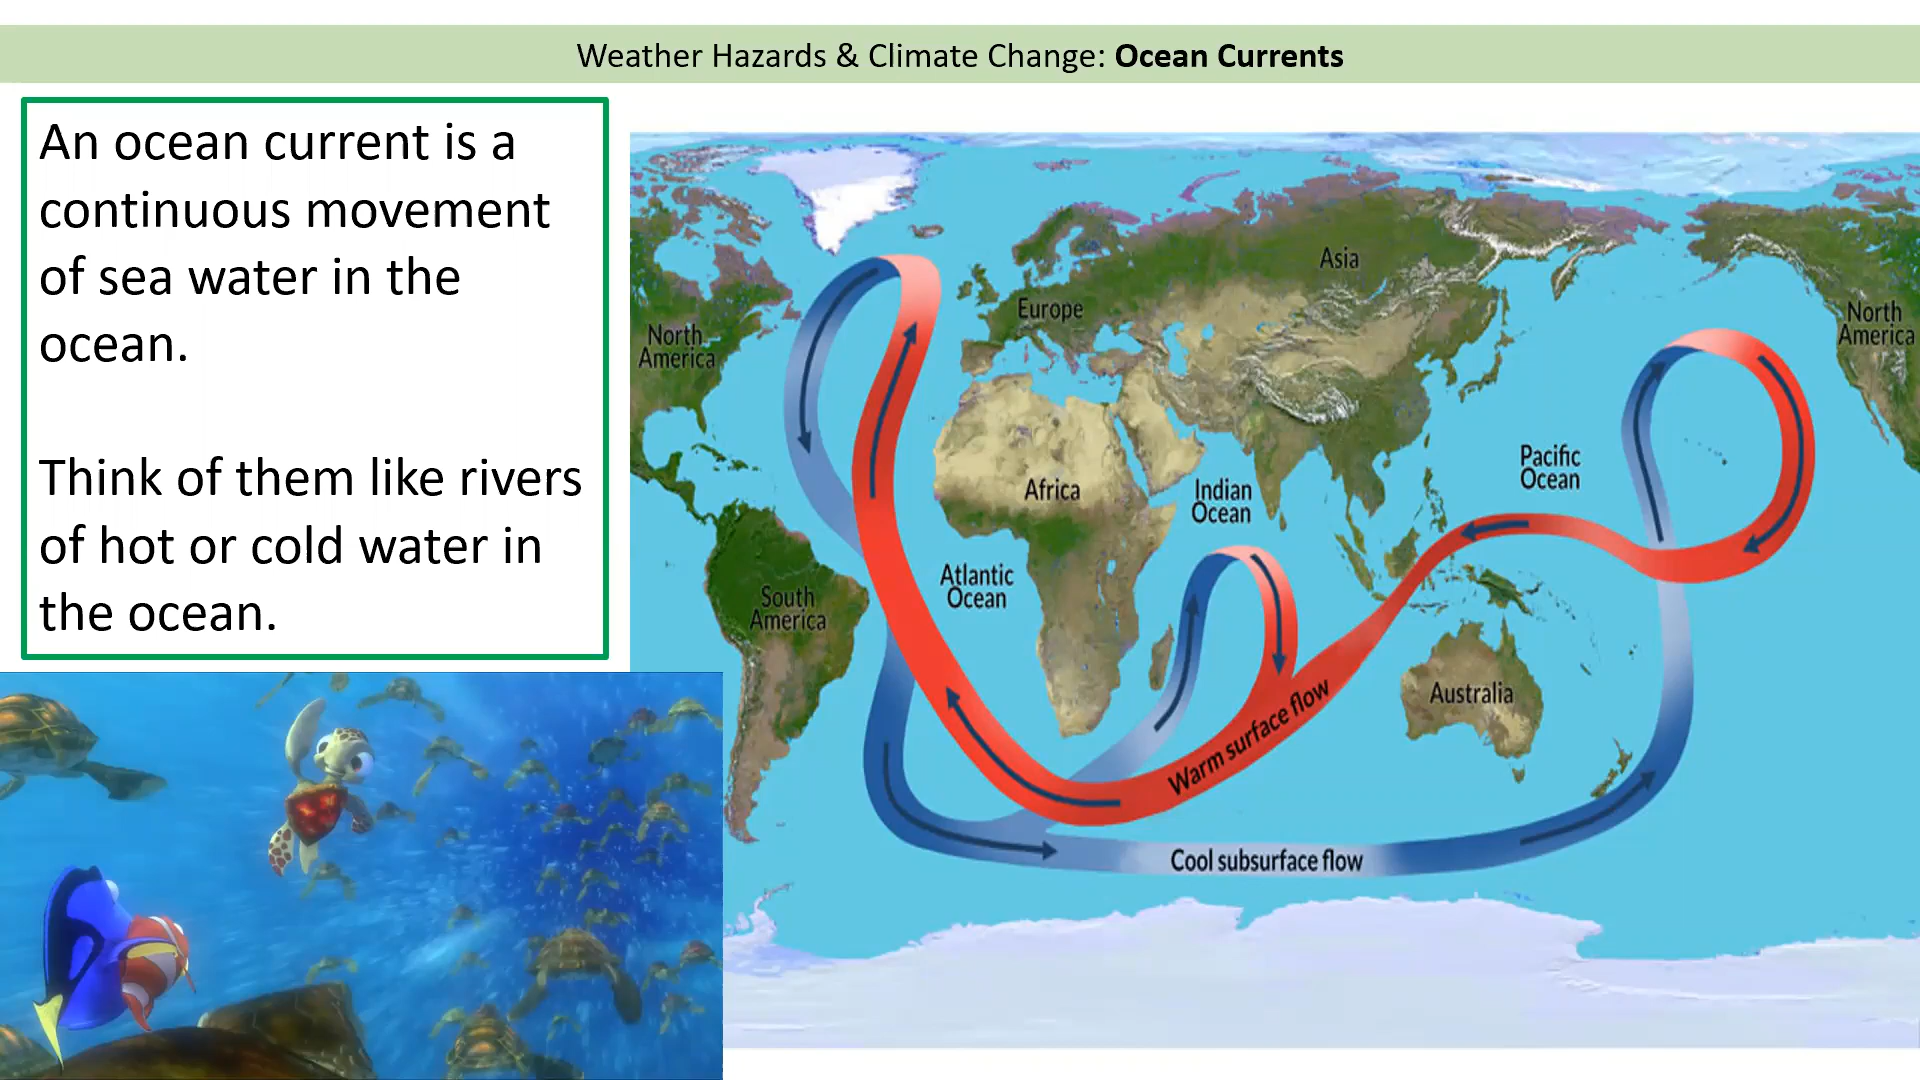 Weather Hazards & Climate Change: Ocean Currents
An ocean current is a
continuous movement
of sea water in the
ocean.
Think of them like rivers
of hot or cold water in
the ocean.
Asia
Europe
North
America
North
America
Pacific
Ocean
Africa
Indian
Ocean
Atlantic
Ocean
South
America
Australia
Warm surface flow
Cool subsurface flow